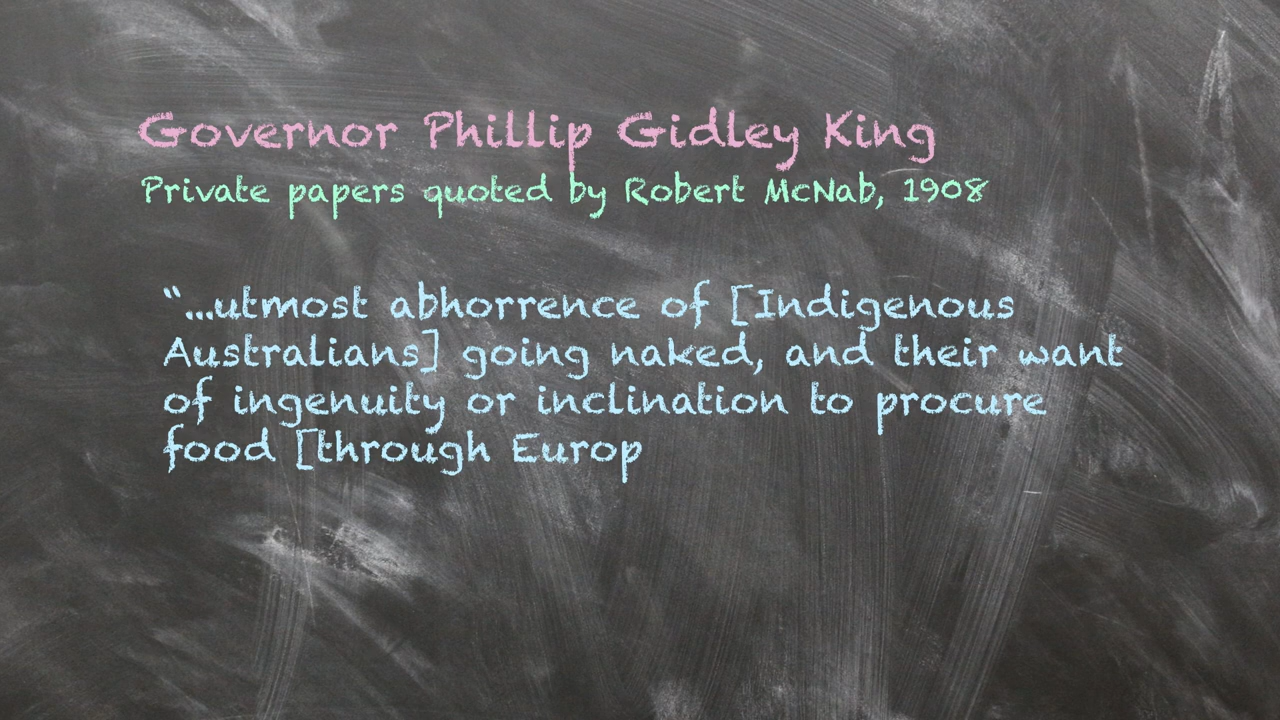 Governor Phillip Gidley King
Private papers quoted by Robert McNab, 1908
“...utmost abhorrence of [Indigenous
Australians] going naked, and their want
of ingenuity or inclination to procure
food [through Europ